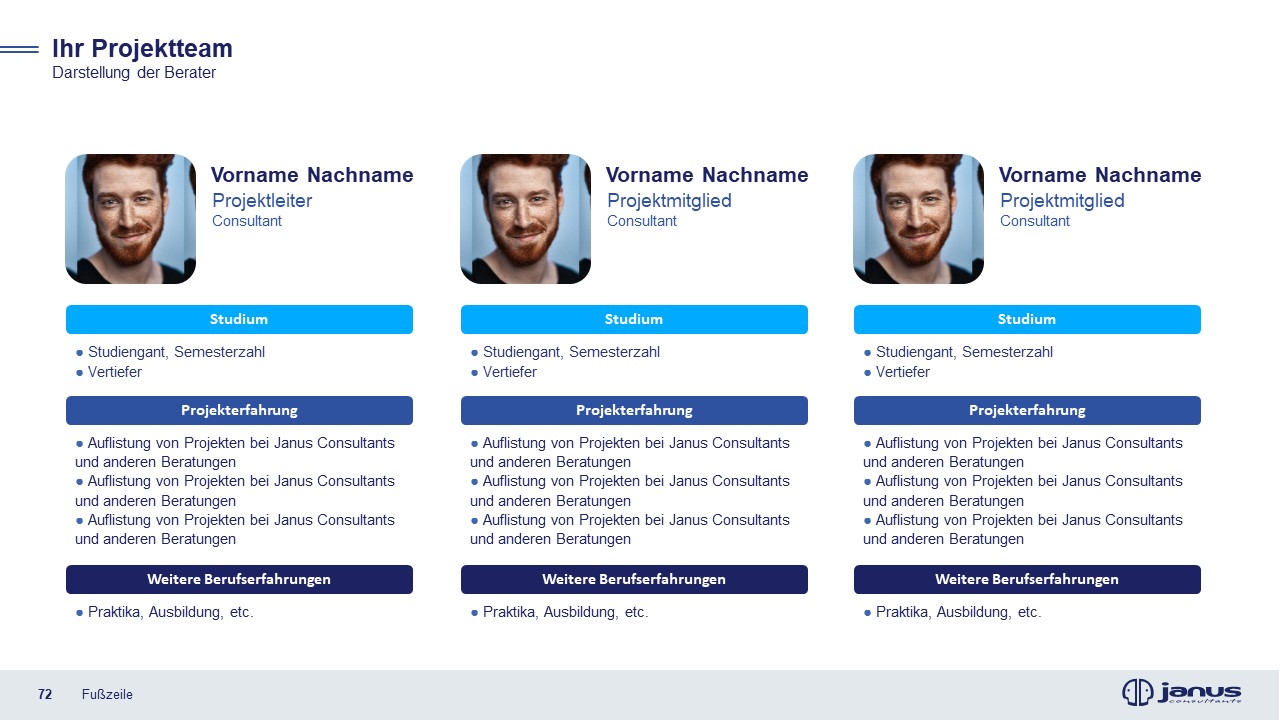 Ihr Projektteam
Darstellung der Berater
Vorname Nachname
Projektleiter
Consultant
Studium
● Studiengant, Semesterzahl
● Vertiefer
Projekterfahrung
● Auflistung von Projekten bei Janus Consultants
und anderen Beratungen
● Auflistung von Projekten bei Janus Consultants
und anderen Beratungen
● Auflistung von Projekten bei Janus Consultants
und anderen Beratungen
Weitere Berufserfahrungen
● Praktika, Ausbildung, etc.
Vorname Nachname
Projektmitglied
Consultant
Studium
● Studiengant, Semesterzahl
● Vertiefer
Projekterfahrung
● Auflistung von Projekten bei Janus Consultants
und anderen Beratungen
● Auflistung von Projekten bei Janus Consultants
und anderen Beratungen
● Auflistung von Projekten bei Janus Consultants
und anderen Beratungen
Weitere Berufserfahrungen
● Praktika, Ausbildung, etc.
Vorname Nachname
Projektmitglied
Consultant
Studium
● Studiengant, Semesterzahl
● Vertiefer
Projekterfahrung
● Auflistung von Projekten bei Janus Consultants
und anderen Beratungen
● Auflistung von Projekten bei Janus Consultants
und anderen Beratungen
● Auflistung von Projekten bei Janus Consultants
und anderen Beratungen
Weitere Berufserfahrungen
● Praktika, Ausbildung, etc.
72 Fußzeile
janus
consultants